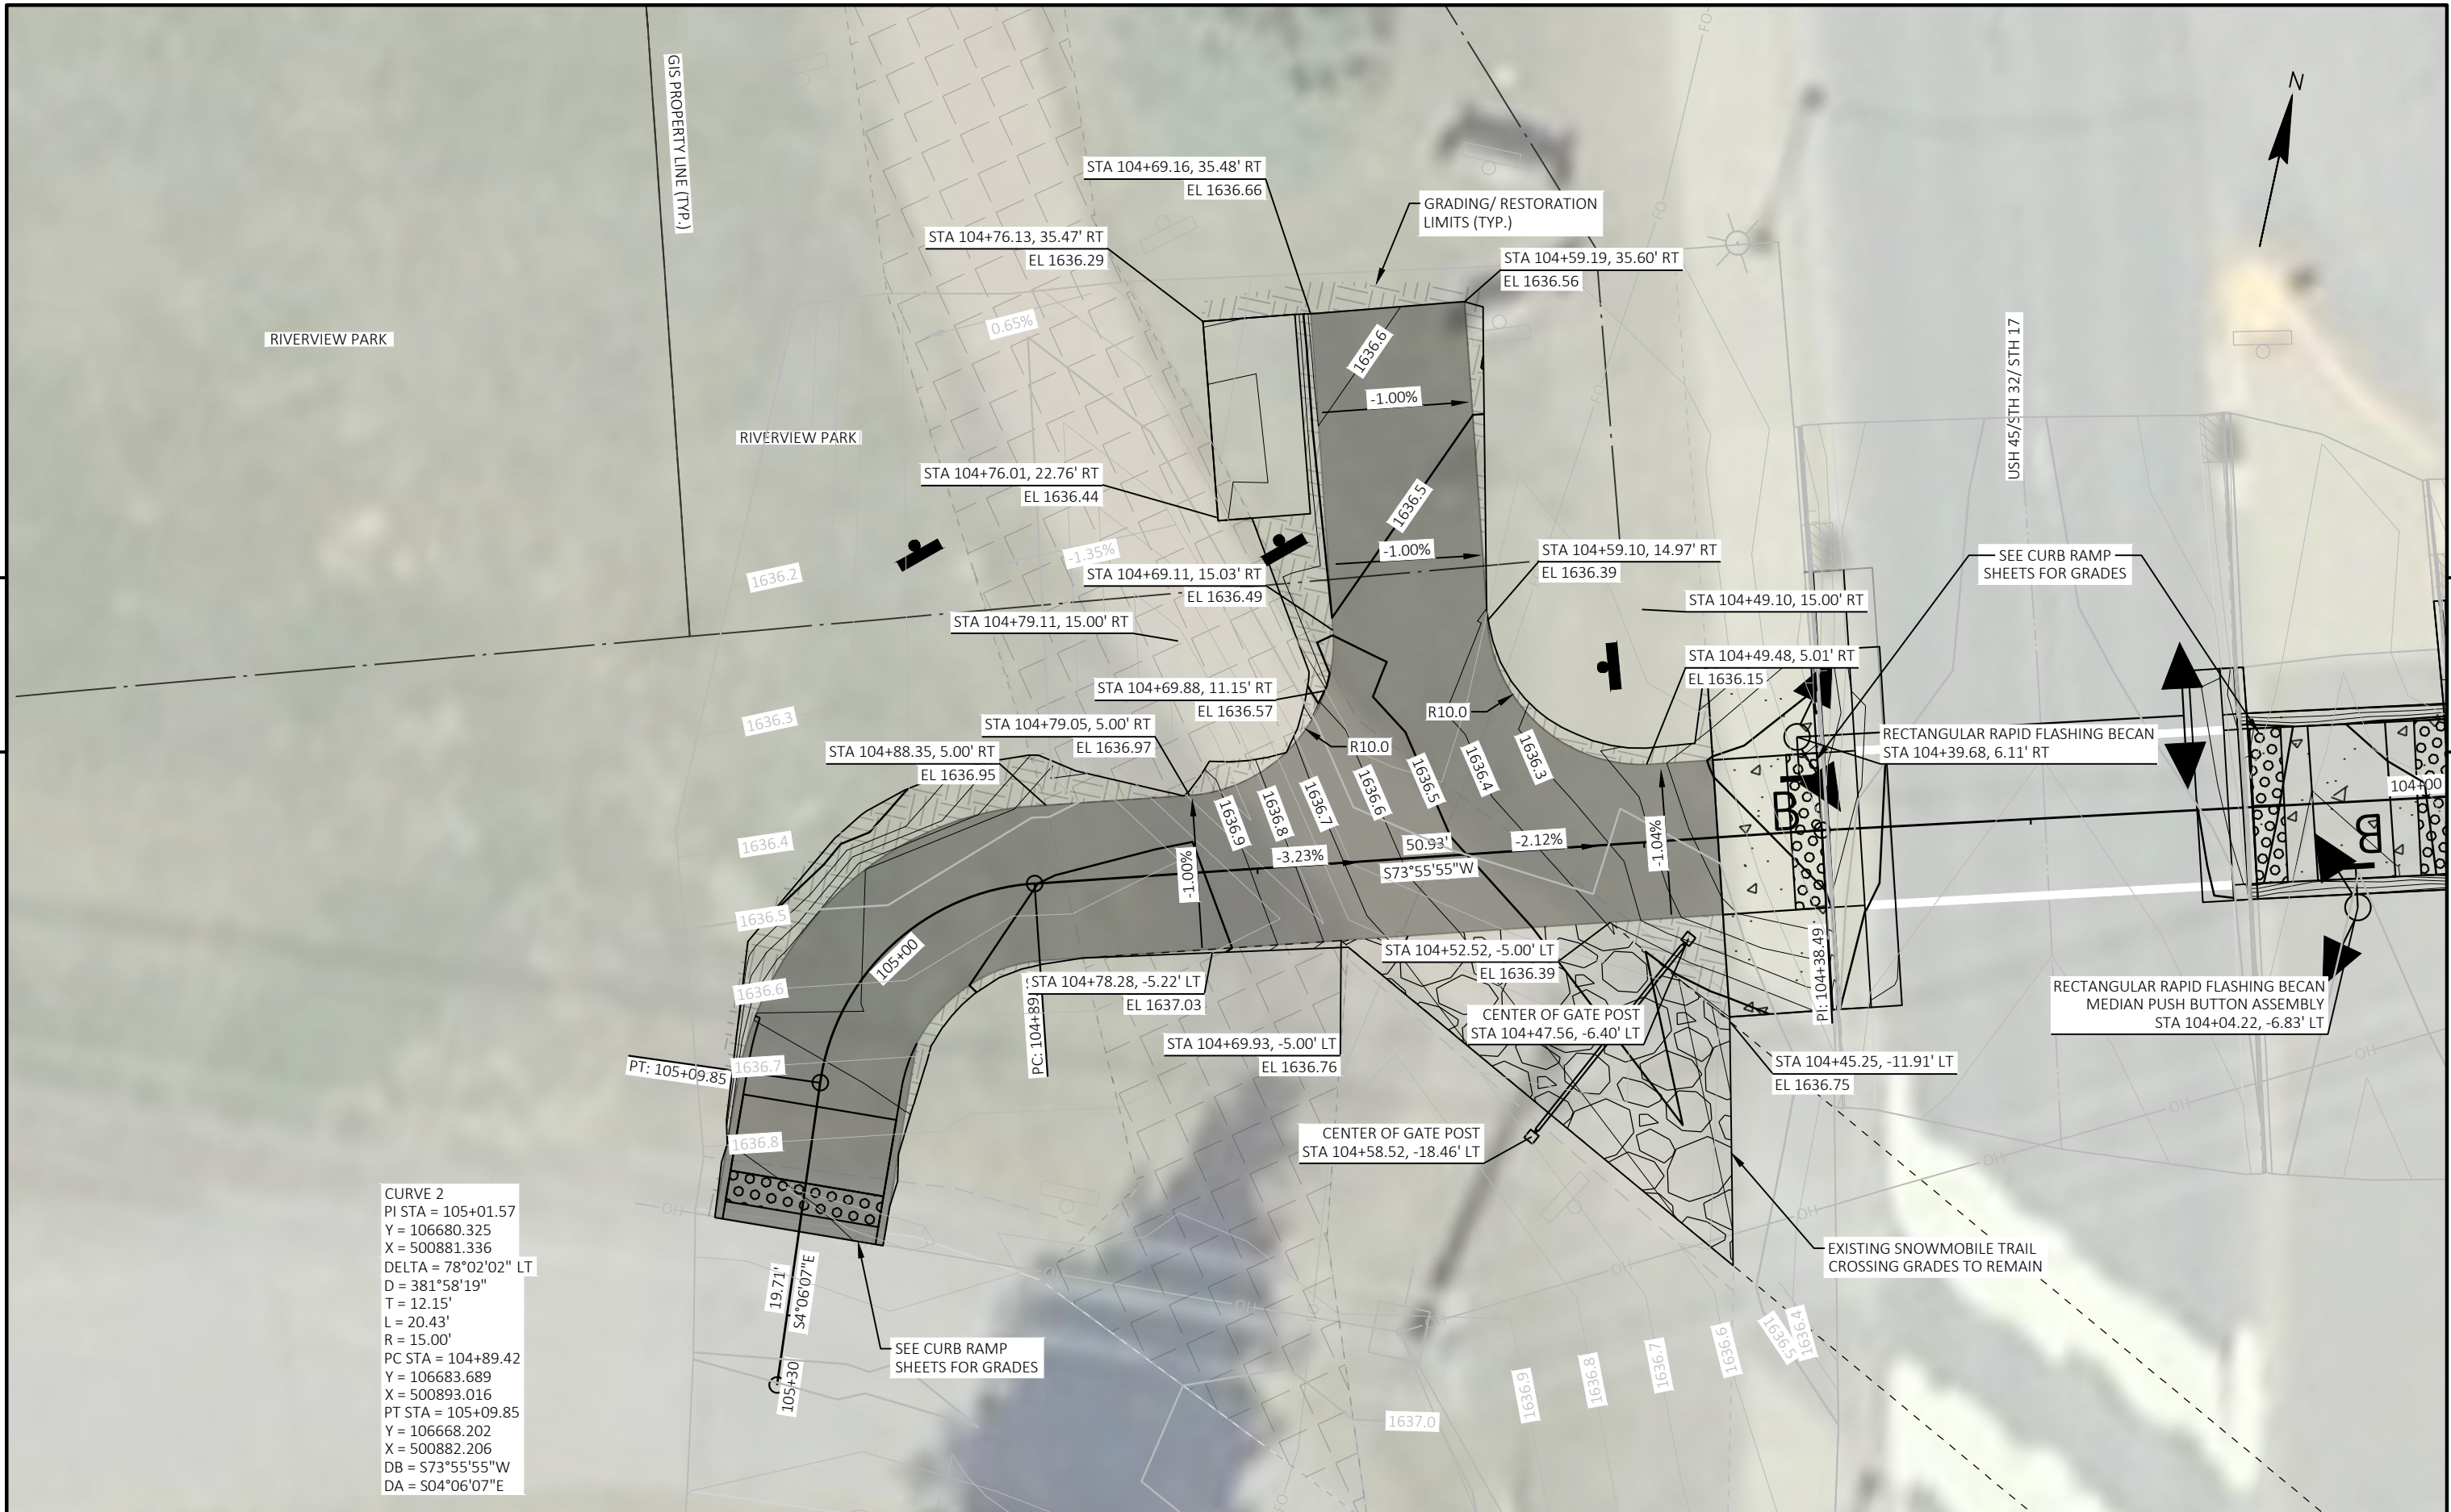 N
GIS PROPERTY LINE (TYP.)
FO
STA 104+69.16, 35.48' RT
EL 1636.66
GRADING/ RESTORATION
LIMITS (TYP.)
FO
STA 104+76.13, 35.47' RT
EL 1636.29
STA 104+59.19, 35.60' RT
EL 1636.56
0.65%
RIVERVIEW PARK
1636.6
USH 45/STH 32/ STH 17
-1.00%
FO
RIVERVIEW PARK
STA 104+76.01, 22.76' RT
EL 1636.44
1636.5
-1.35%
-1.00%
STA 104+59.10, 14.97' RT
EL 1636.39
SEE CURB RAMP
SHEETS FOR GRADES
1636.2
STA 104+69.11, 15.03' RT
EL 1636.49
STA 104+49.10, 15.00' RT
STA 104+79.11, 15.00' RT
STA 104+49.48, 5.01' RT
EL 1636.15
STA 104+69.88, 11.15' RT
EL 1636.57
R10.0
1636.3
STA 104+79.05, 5.00' RT
EL 1636.97
R10.0
RECTANGULAR RAPID FLASHING BECAN
STA 104+39.68, 6.11' RT
STA 104+88.35, 5.00' RT
EL 1636.95
1636.3
1636.4
1636.5
1636.6
1636.7
1636.8
1636.9
104+00
B
B
1636.4
-1.00%
-3.23%
50.93'
S73°55'55"W
-2.12%
-1.04%
1636.5
105+00
STA 104+52.52, -5.00' LT
EL 1636.39
PI: 104+38.49
STA 104+78.28, -5.22' LT
EL 1637.03
PC: 104+89.
1636.6
CENTER OF GATE POST
STA 104+47.56, -6.40' LT
RECTANGULAR RAPID FLASHING BECAN
MEDIAN PUSH BUTTON ASSEMBLY
STA 104+04.22, -6.83' LT
STA 104+69.93, -5.00' LT
EL 1636.76
STA 104+45.25, -11.91' LT
EL 1636.75
PT: 105+09.85
1636.7
OH
OH
1636.8
CENTER OF GATE POST
STA 104+58.52, -18.46' LT
OH
CURVE 2
PI STA = 105+01.57
Y = 106680.325
X = 500881.336
DELTA = 78°02'02" LT
D = 381°58'19"
T = 12.15'
L = 20.43'
R = 15.00'
PC STA = 104+89.42
Y = 106683.689
X = 500893.016
PT STA = 105+09.85
Y = 106668.202
X = 500882.206
DB = S73°55'55"W
DA = S04°06'07"E
OH
OH
EXISTING SNOWMOBILE TRAIL
CROSSING GRADES TO REMAIN
OH
OH
19.71'
S4°06'07"E
SEE CURB RAMP
SHEETS FOR GRADES
105+30
1636.9
1636.8
1636.7
1636.6
1636.5
1636.4
1637.0
FO
FO